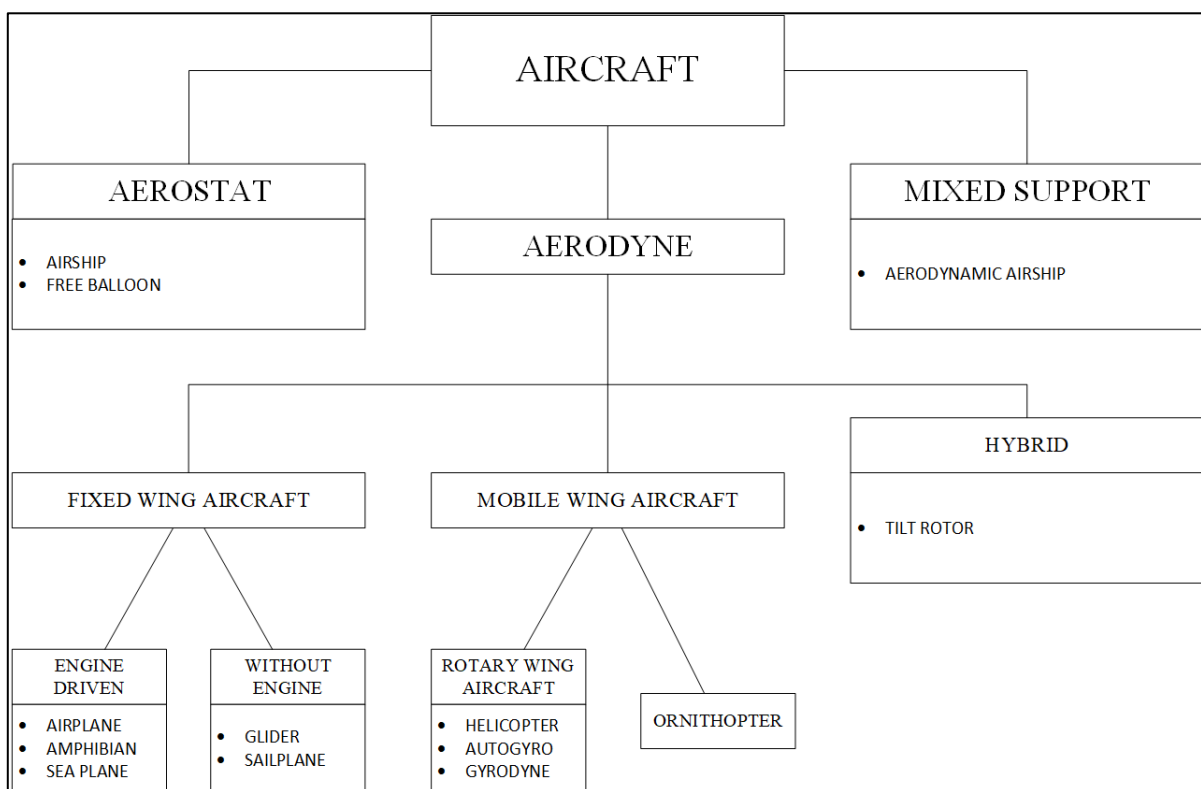 AIRCRAFT
AEROSTAT
• AIRSHIP
• FREE BALLOON
AERODYNE
MIXED SUPPORT
• AERODYNAMIC AIRSHIP
FIXED WING AIRCRAFT
MOBILE WING AIRCRAFT
HYBRID
• TILT ROTOR
ENGINE
DRIVEN
• AIRPLANE
• AMPHIBIAN
• SEA PLANE
WITHOUT
ENGINE
• GLIDER
• SAILPLANE
ROTARY WING
AIRCRAFT
• HELICOPTER
• AUTOGYRO
• GYRODYNE
ORNITHOPTER